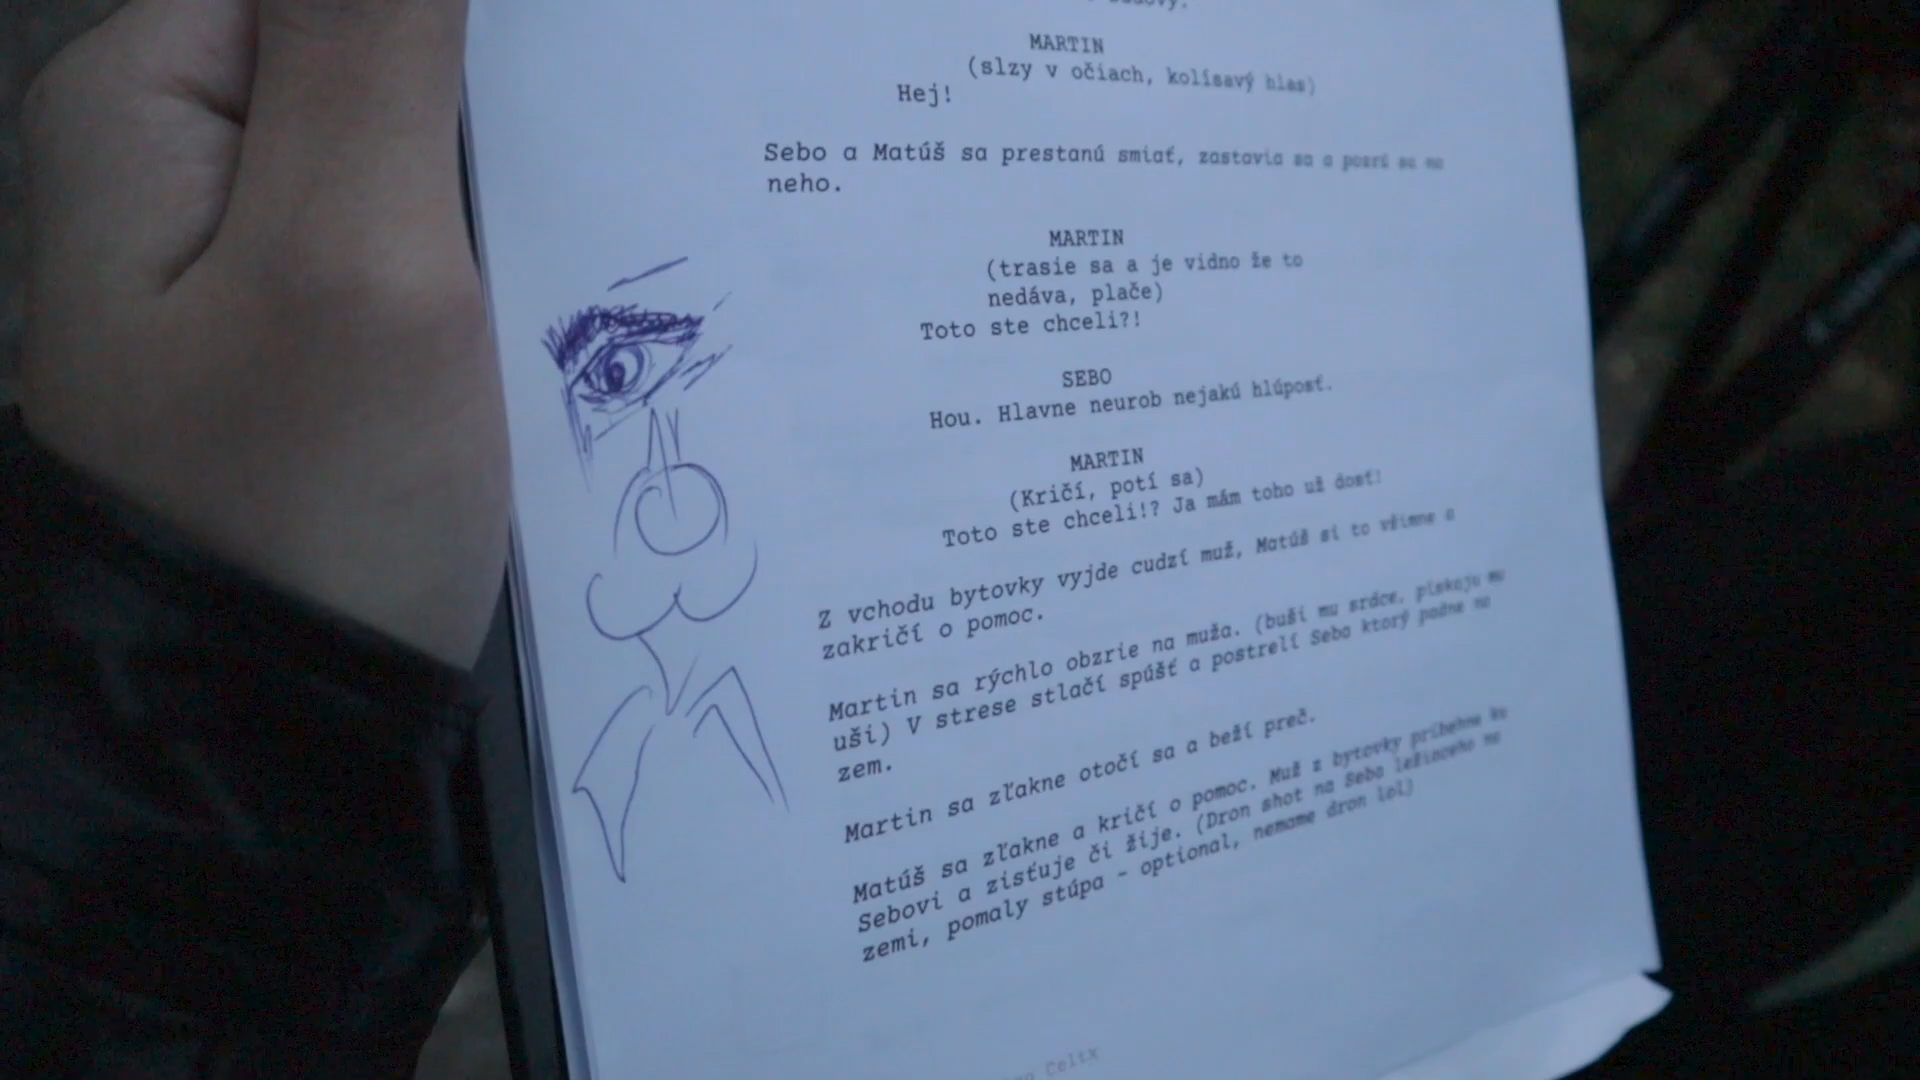 MARTIN
(slzy v očiach, kolísavý hlas)
Hej!
Sebo a Matúš sa prestanú smiať, zastavia sa a pozrú sa na
neho.
MARTIN
(trasie sa a je vidno že to
nedáva, plače)
Toto ste chceli?!
SEBO
Hou. Hlavne neurob nejakú hlúposť.
MARTIN
(Kričí, potí sa)
Toto ste chceli!? Ja mám toho už dosť!
Z vchodu bytovky vyjde cudzí muž, Matúš si to všimne a
zakričí o pomoc.
Martin sa rýchlo obzrie na muža. (buší mu srdce, pískajú mu
uši) V strese stlačí spúšť a postrelí Seba ktorý padne na
zem.
Martin sa zľakne otočí sa a beží preč.
Matúš sa zľakne a kričí o pomoc. Muž z bytovky pribehne ku
Sebovi a zisťuje či žije. (Dron shot na Seba ležiaceho na
zemi, pomaly stúpa - optional, nemame dron lol)
Celtx